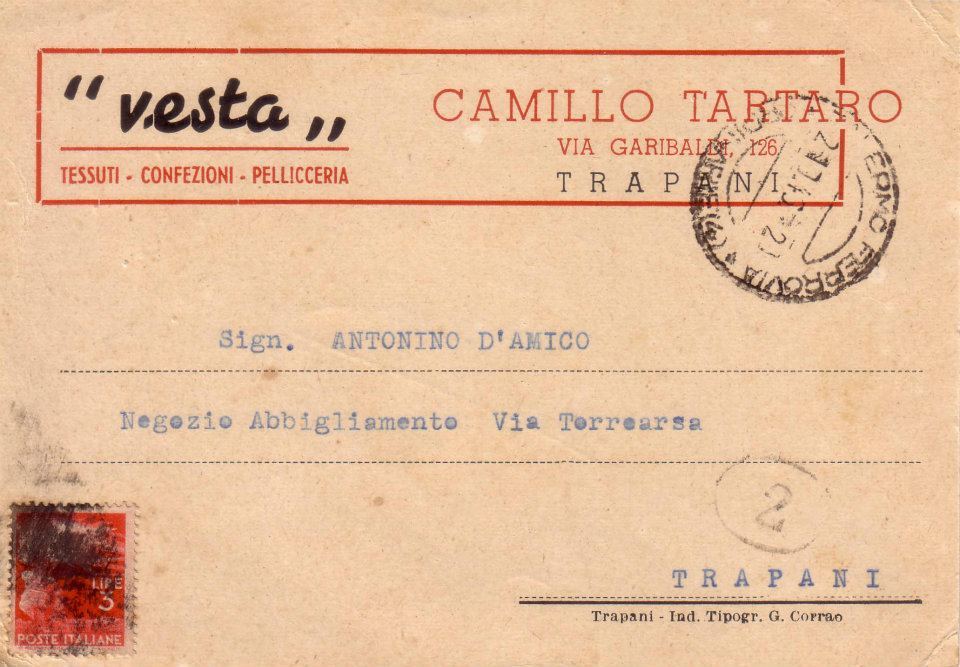 “ vesta „
TESSUTI - CONFEZIONI - PELLICCERIA
CAMILLO TARTARO
VIA GARIBALDI, 126
TRAPANI
FERROVIA
Sign. ANTONINO D'AMICO
Negozio Abbigliamento Via Torrearsa
2
TRAPANI
LIRE
3
POSTE ITALIANE
Trapani - Ind. Tipogr. G. Corrao